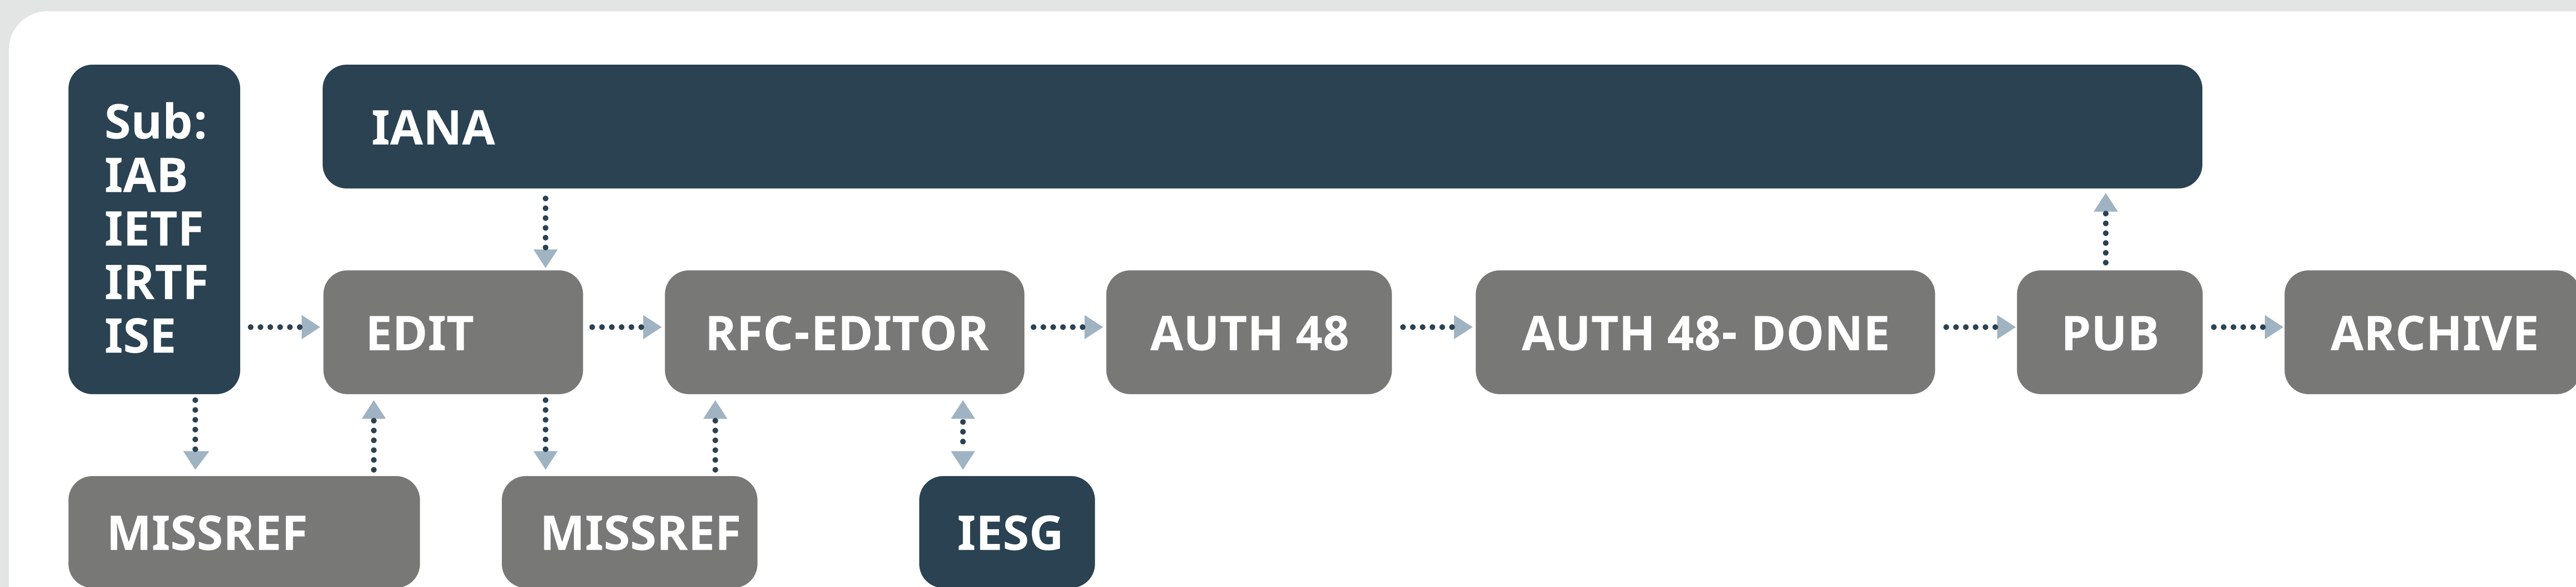 Sub:
IAB
IETF
IRTF
ISE
IANA
EDIT
RFC-EDITOR
AUTH 48
AUTH 48- DONE
PUB
ARCHIVE
MISSREF
MISSREF
IESG